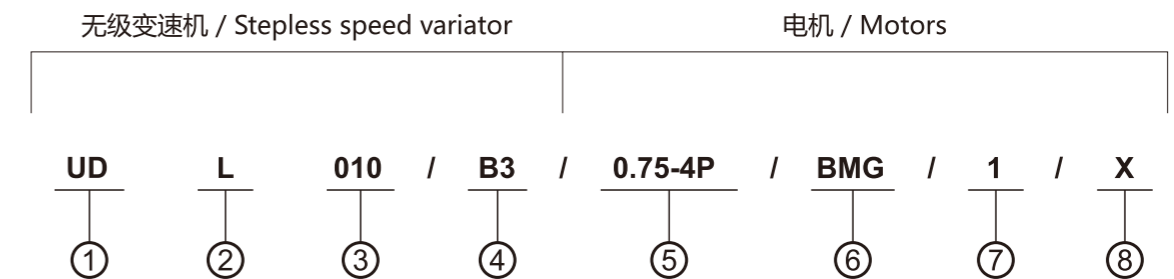 无级变速机 / Stepless speed variator 电机 / Motors
UD L 010 / B3 / 0.75-4P / BMG / 1 / X
① ② ③ ④ ⑤ ⑥ ⑦ ⑧